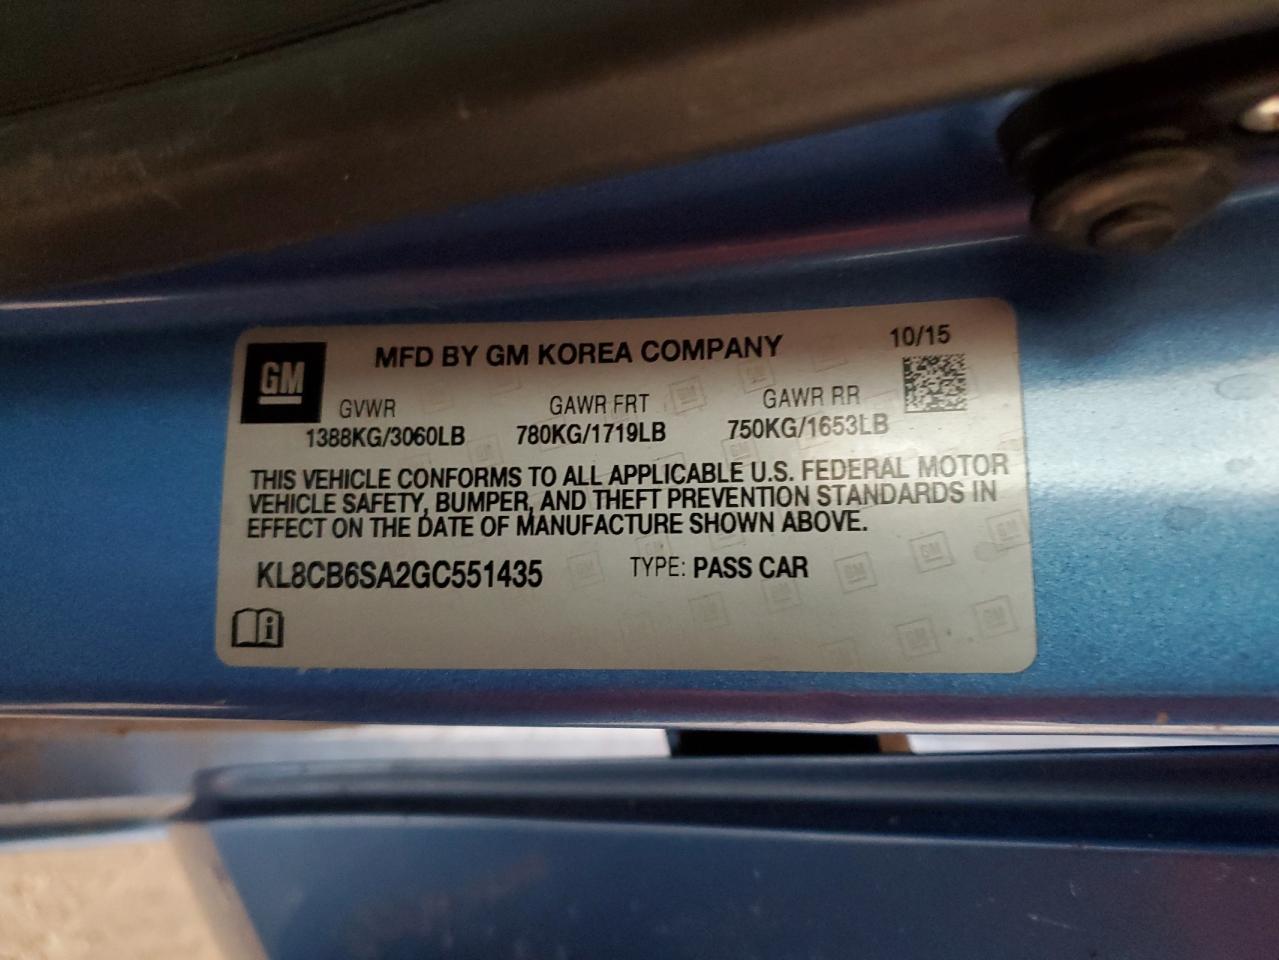 GM
MFD BY GM KOREA COMPANY
10/15
GVWR
GAWR FRT
GAWR RR
1388KG/3060LB
780KG/1719LB
750KG/1653LB
THIS VEHICLE CONFORMS TO ALL APPLICABLE U.S. FEDERAL MOTOR
VEHICLE SAFETY, BUMPER, AND THEFT PREVENTION STANDARDS IN
EFFECT ON THE DATE OF MANUFACTURE SHOWN ABOVE.
KL8CB6SA2GC551435
TYPE: PASS CAR
i